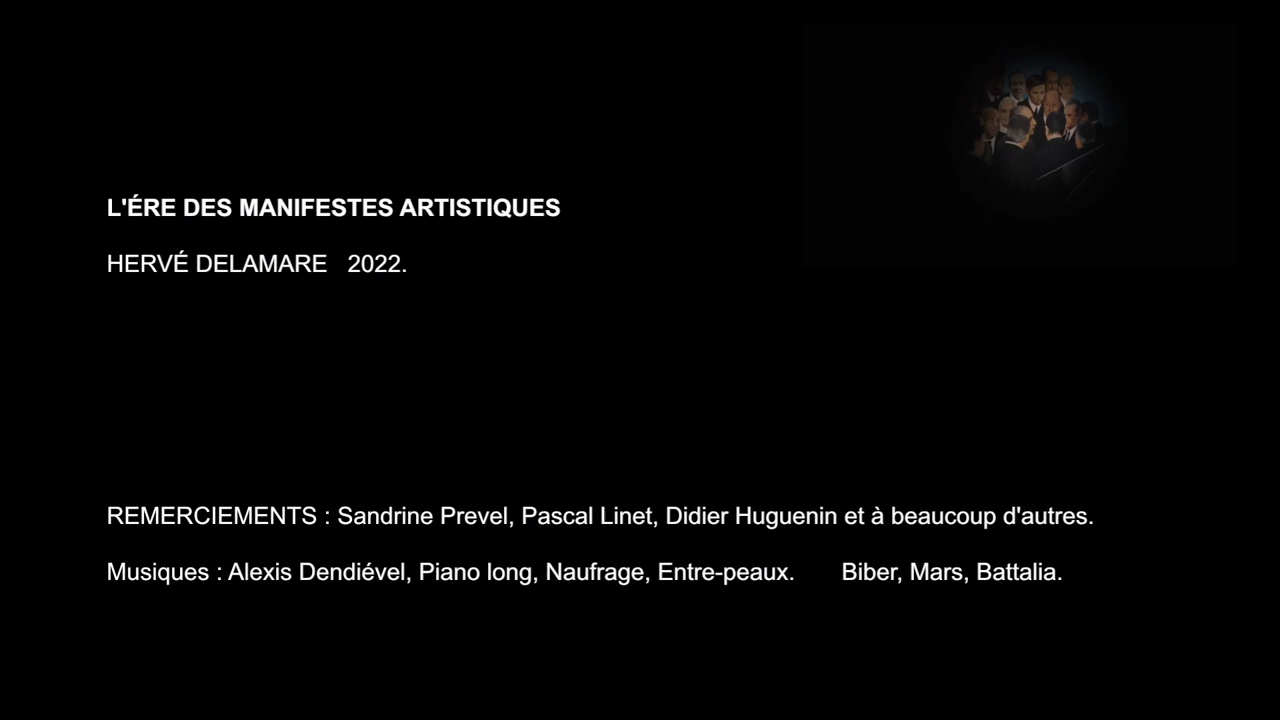 L'ÉRE DES MANIFESTES ARTISTIQUES
HERVÉ DELAMARE 2022.
REMERCIEMENTS : Sandrine Prevel, Pascal Linet, Didier Huguenin et à beaucoup d'autres.
Musiques : Alexis Dendiével, Piano long, Naufrage, Entre-peaux. Biber, Mars, Battalia.